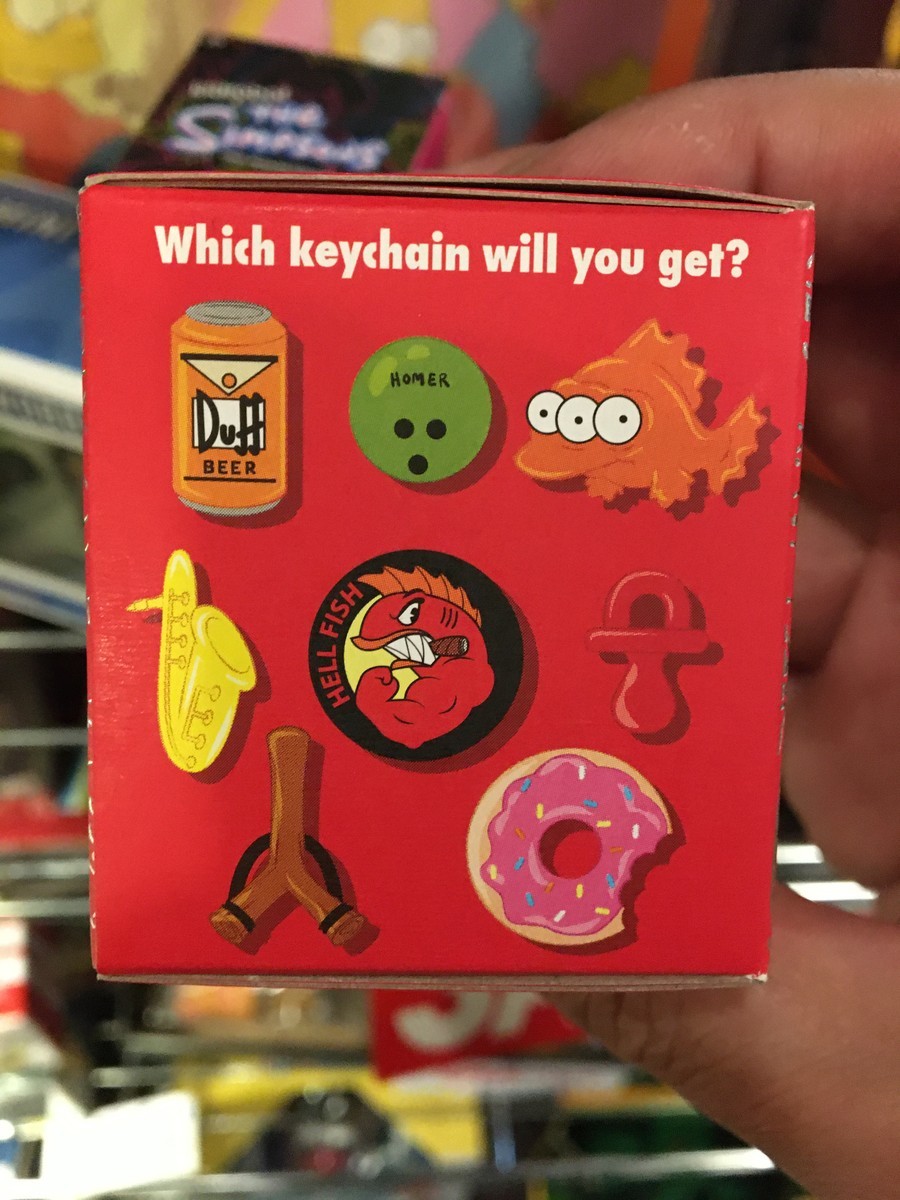 THE
Simpsons
Which keychain will you get?
Duff
BEER
HOMER
HELL FISH